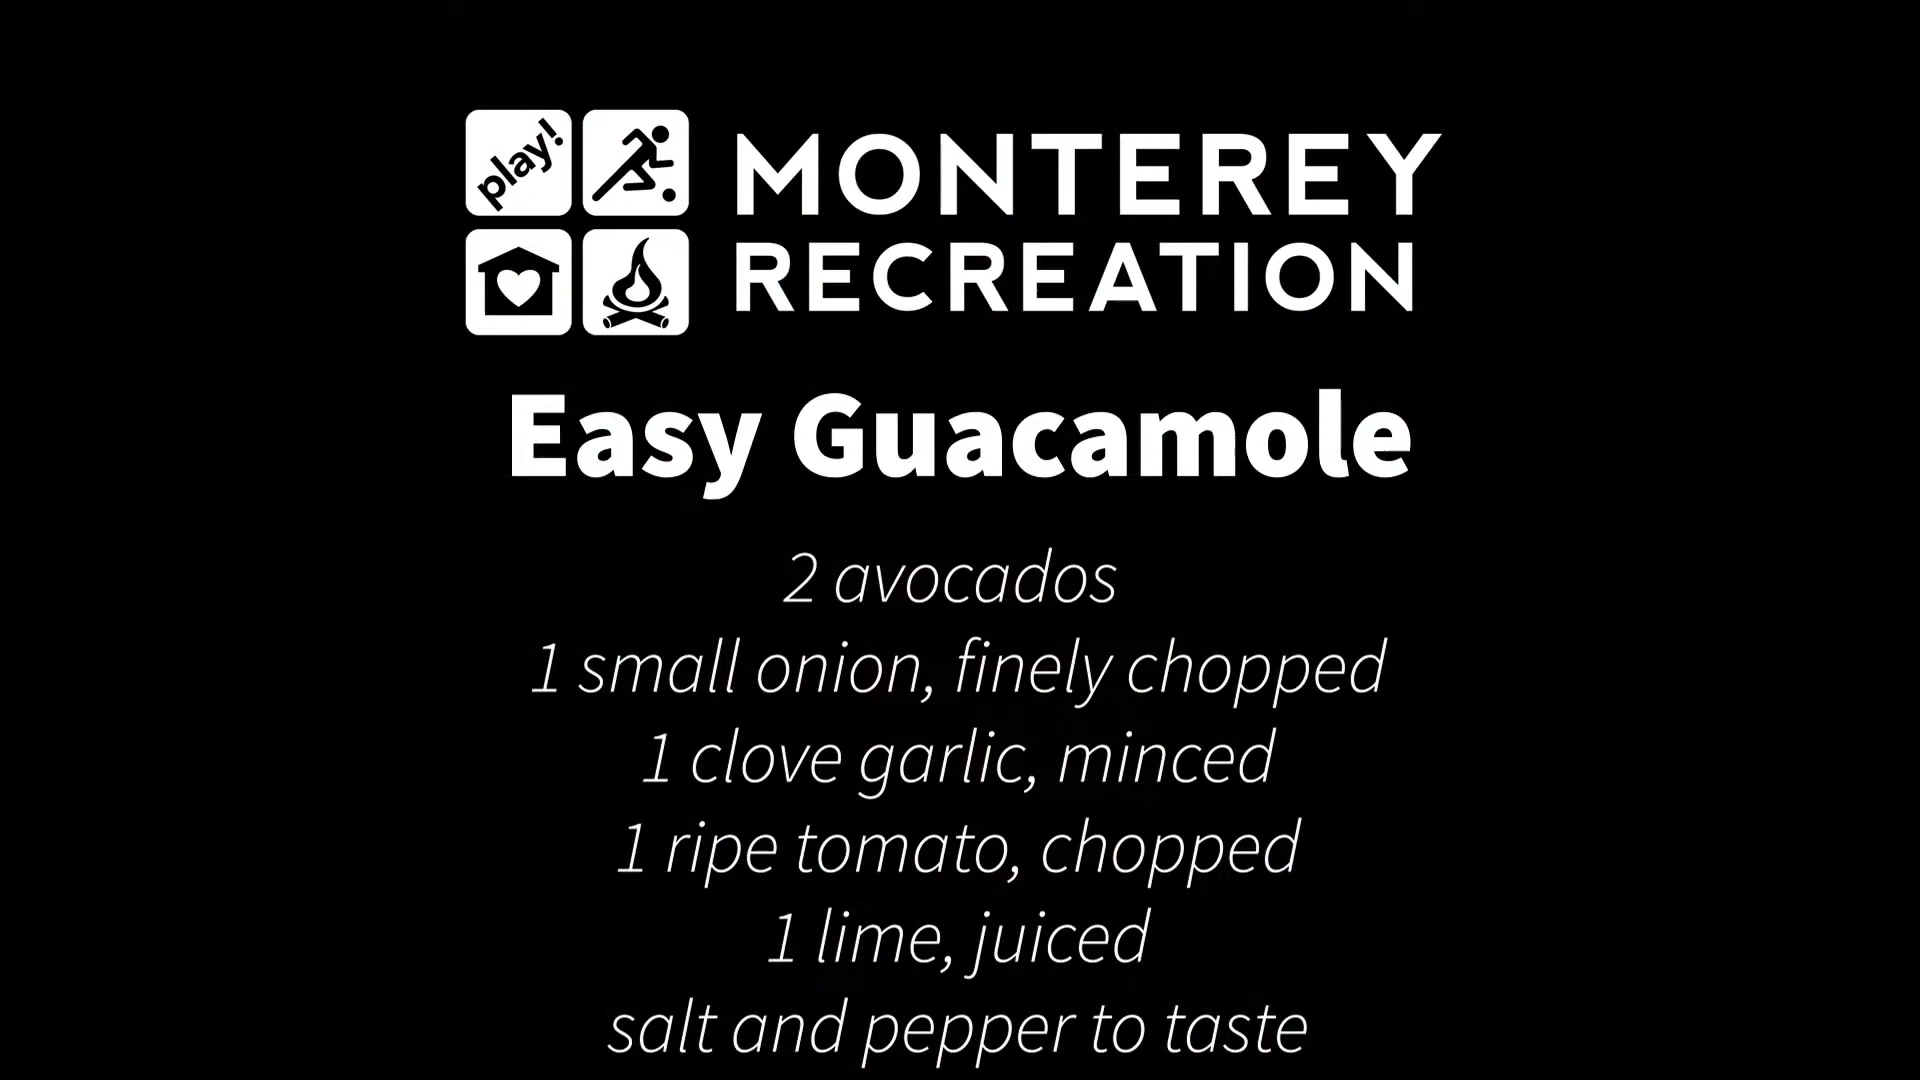 play!
MONTEREY
RECREATION
Easy Guacamole
2 avocados
1 small onion, finely chopped
1 clove garlic, minced
1 ripe tomato, chopped
1 lime, juiced
salt and pepper to taste